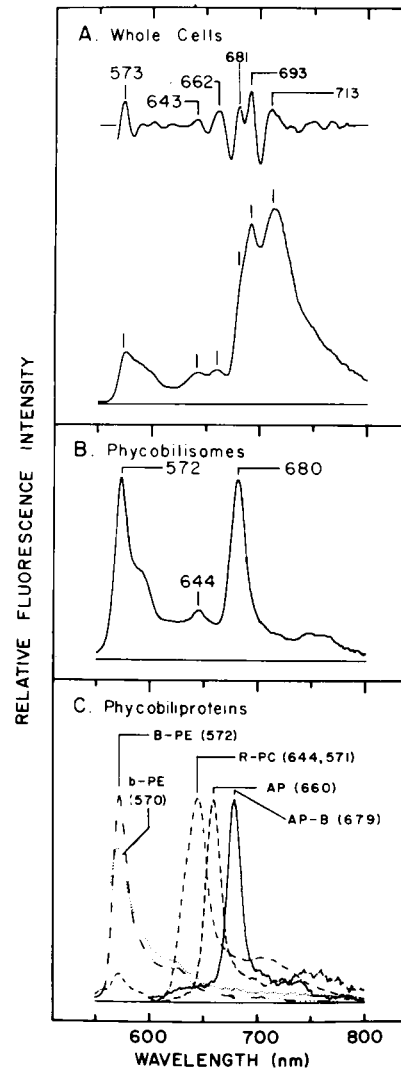 A. Whole Cells
573
643
662
681
693
713
RELATIVE FLUORESCENCE INTENSITY
B. Phycobilisomes
572
644
680
C. Phycobiliproteins
B-PE (572)
b-PE
(570)
R-PC (644,571)
AP (660)
AP-B (679)
600 700 800
WAVELENGTH (nm)